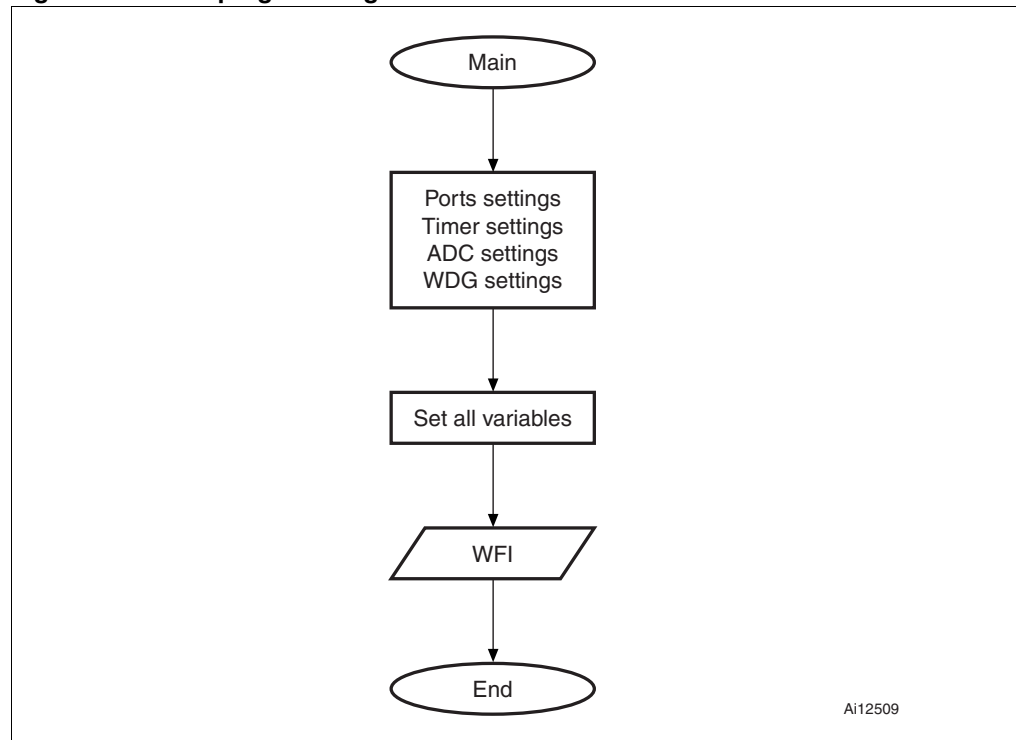 Main
Ports settings
Timer settings
ADC settings
WDG settings
Set all variables
WFI
End
Ai12509